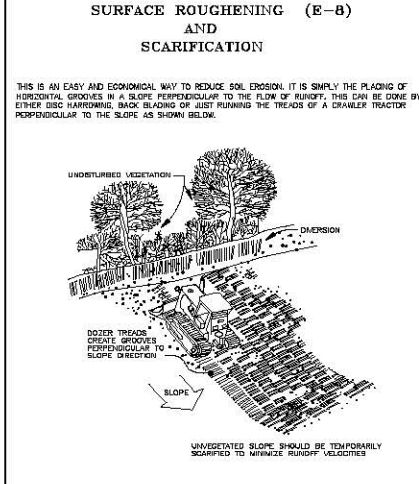 SURFACE ROUGHENING (E-8)
AND
SCARIFICATION
THIS IS AN EASY AND ECONOMICAL WAY TO REDUCE SOIL EROSION. IT IS SIMPLY THE PLACING OF
HORIZONTAL GROOVES IN A SLOPE PERPENDICULAR TO THE FLOW OF RUNOFF. THIS CAN BE DONE BY
EITHER DISC HARROWING, BACK BLADING OR JUST RUNNING THE TREADS OF A CRAWLER TRACTOR
PERPENDICULAR TO THE SLOPE AS SHOWN BELOW.
UNDISTURBED VEGETATION
DIVERSION
DOZER TREADS
CREATE GROOVES
PERPENDICULAR TO
SLOPE DIRECTION
SLOPE
UNVEGETATED SLOPE SHOULD BE TEMPORARILY
SCARIFIED TO MINIMIZE RUNOFF VELOCITIES